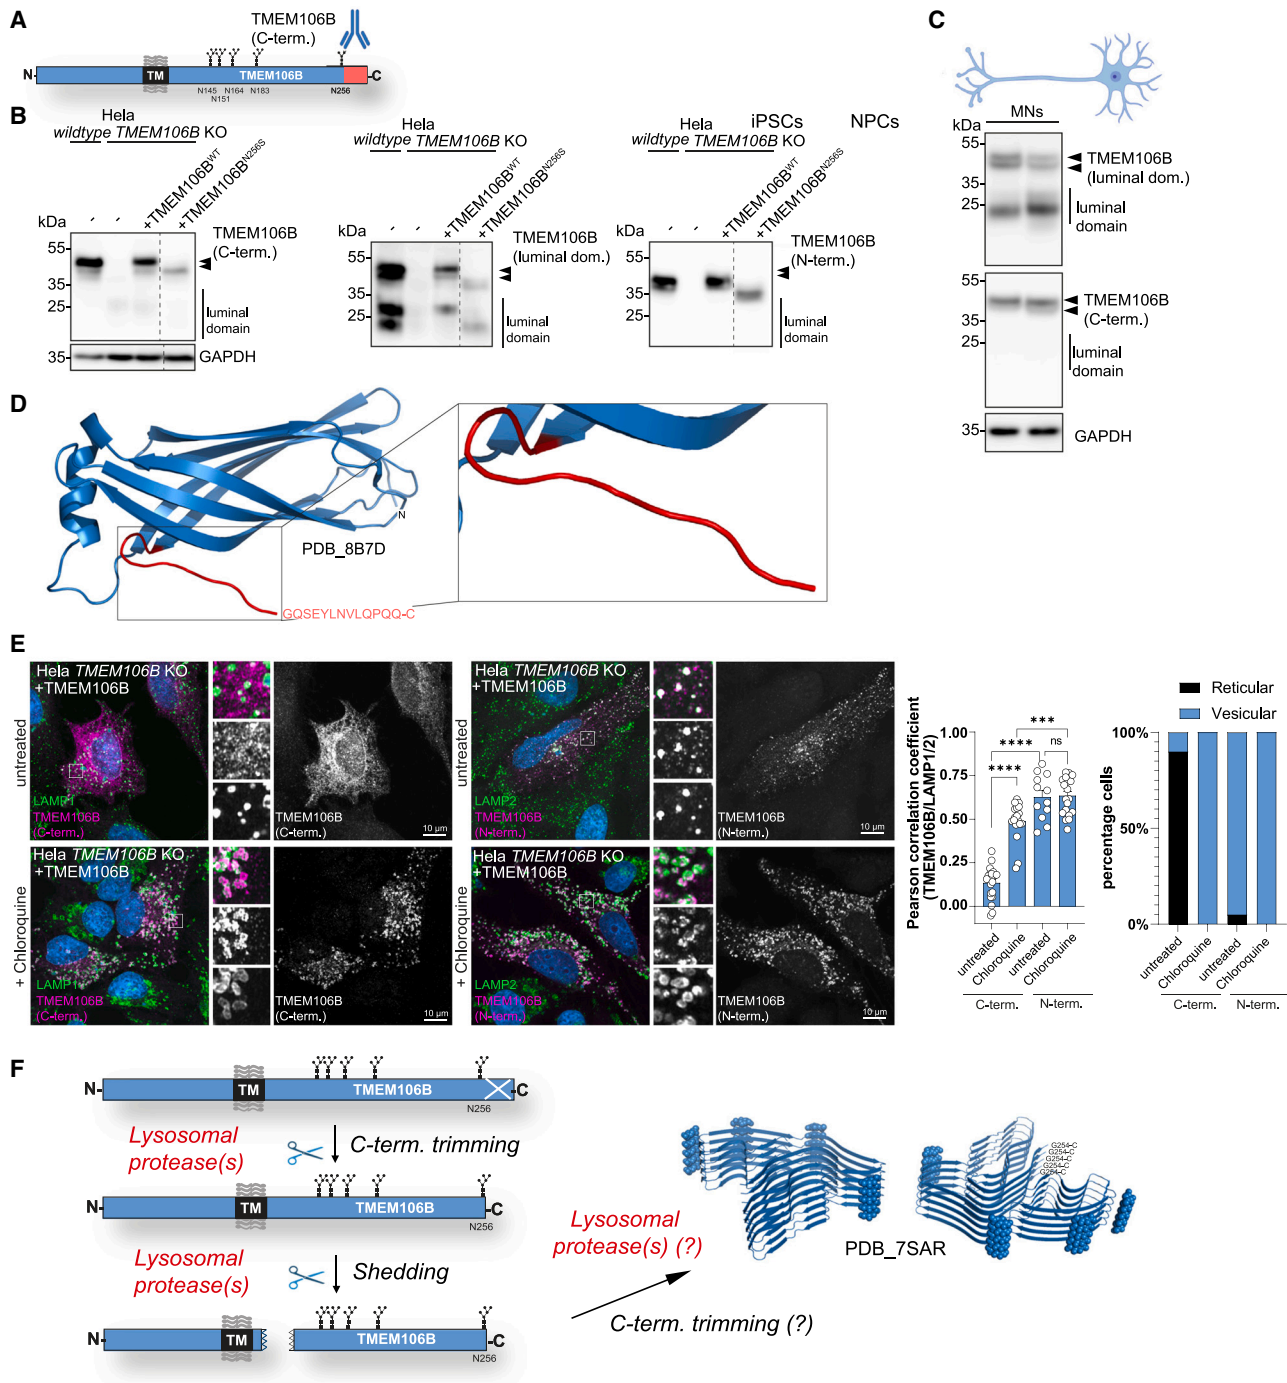 A
TMEM106B
(C-term.)
N-
TM
TMEM106B
-C
N145
N151
N164
N183
N256
B
Hela
wildtype TMEM106B KO
- - +TMEM106B^WT +TMEM106B^N256S
kDa
55
35
25
TMEM106B
(C-term.)
luminal
domain
35
GAPDH
Hela
wildtype TMEM106B KO
- - +TMEM106B^WT +TMEM106B^N256S
kDa
55
35
25
TMEM106B
(luminal dom.)
luminal
domain
Hela iPSCs NPCs
wildtype TMEM106B KO
- - +TMEM106B^WT +TMEM106B^N256S
kDa
55
35
25
TMEM106B
(N-term.)
luminal
domain
C
MNs
kDa
55
35
25
TMEM106B
(luminal dom.)
luminal
domain
55
35
25
TMEM106B
(C-term.)
luminal
domain
35
GAPDH
D
N
PDB_8B7D
GQSEYLNVLQPQQ-C
E
untreated
Hela TMEM106B KO
+TMEM106B
LAMP1
TMEM106B
(C-term.)
TMEM106B
(C-term.)
10 µm
untreated
Hela TMEM106B KO
+TMEM106B
LAMP2
TMEM106B
(N-term.)
TMEM106B
(N-term.)
10 µm
+ Chloroquine
Hela TMEM106B KO
+TMEM106B
LAMP1
TMEM106B
(C-term.)
TMEM106B
(C-term.)
10 µm
+ Chloroquine
Hela TMEM106B KO
+TMEM106B
LAMP2
TMEM106B
(N-term.)
TMEM106B
(N-term.)
10 µm
Pearson correlation coefficient
(TMEM106B/LAMP1/2)
1.00
0.75
0.50
0.25
0.00
***
**** ns
****
untreated
Chloroquine
untreated
Chloroquine
C-term. N-term.
Reticular
Vesicular
percentage cells
100%
50%
0%
untreated
Chloroquine
untreated
Chloroquine
C-term. N-term.
F
N-
TM
TMEM106B
-C
N256
Lysosomal
protease(s)
C-term. trimming
N-
TM
TMEM106B
-C
N256
Lysosomal
protease(s)
Shedding
N-
TM
TMEM106B
-C
N256
Lysosomal
protease(s) (?)
C-term. trimming (?)
G254-C
G254-C
G254-C
G254-C
G254-C
PDB_7SAR